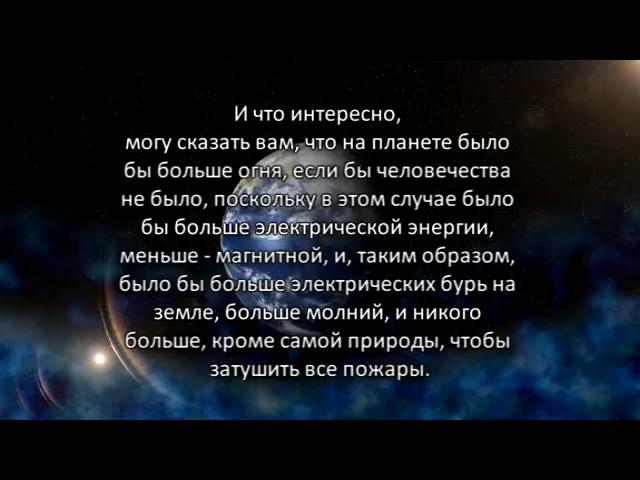 И что интересно,
могу сказать вам, что на планете было
бы больше огня, если бы человечества
не было, поскольку в этом случае было
бы больше электрической энергии,
меньше - магнитной, и, таким образом,
было бы больше электрических бурь на
земле, больше молний, и никого
больше, кроме самой природы, чтобы
затушить все пожары.